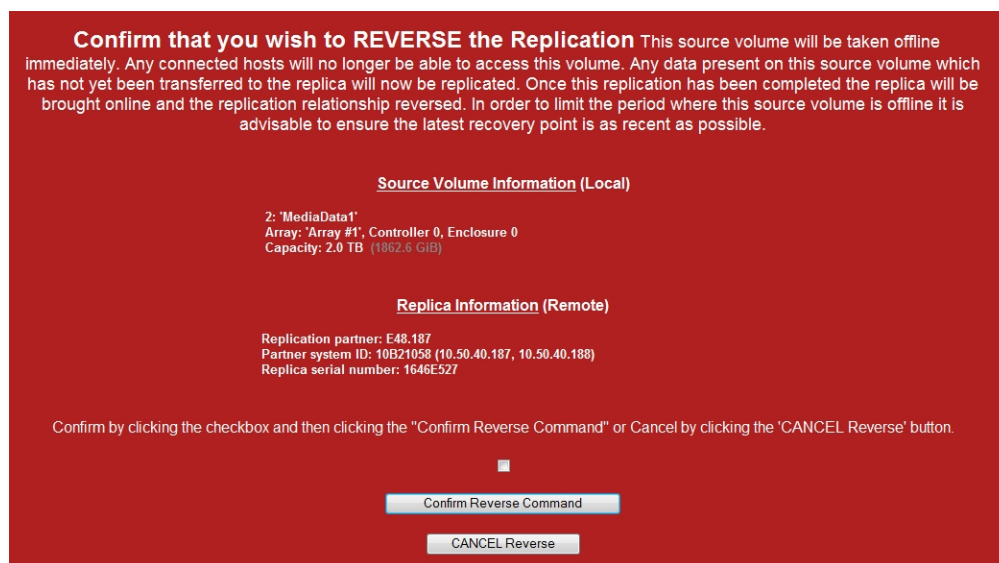 Confirm that you wish to REVERSE the Replication This source volume will be taken offline
immediately. Any connected hosts will no longer be able to access this volume. Any data present on this source volume which
has not yet been transferred to the replica will now be replicated. Once this replication has been completed the replica will be
brought online and the replication relationship reversed. In order to limit the period where this source volume is offline it is
advisable to ensure the latest recovery point is as recent as possible.
Source Volume Information (Local)
2: 'MediaData1'
Array: 'Array #1', Controller 0, Enclosure 0
Capacity: 2.0 TB (1862.6 GiB)
Replica Information (Remote)
Replication partner: E48.187
Partner system ID: 10B21058 (10.50.40.187, 10.50.40.188)
Replica serial number: 1646E527
Confirm by clicking the checkbox and then clicking the "Confirm Reverse Command" or Cancel by clicking the 'CANCEL Reverse' button.
Confirm Reverse Command
CANCEL Reverse